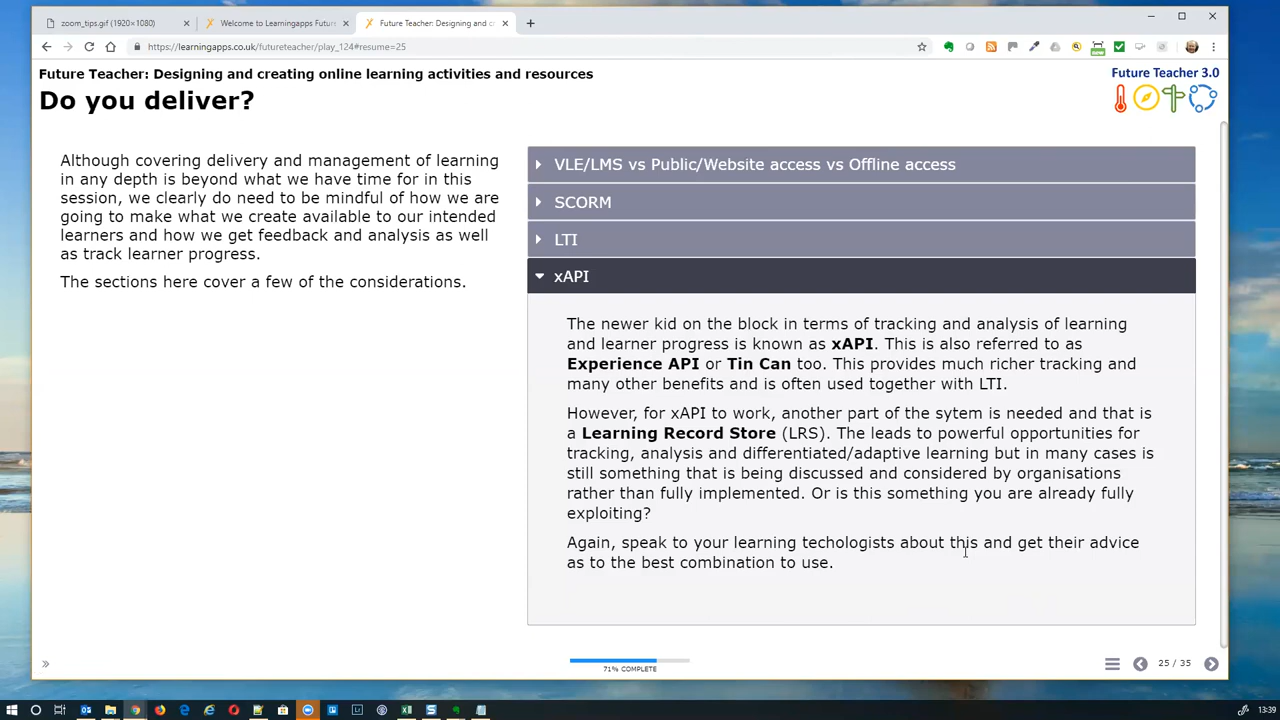 zoom_tips.gif (1920×1080)
Welcome to Learningapps Futur
Future Teacher: Designing and c
https://learningapps.co.uk/futureteacher/play_124#resume=25
Future Teacher: Designing and creating online learning activities and resources
Future Teacher 3.0
Do you deliver?
Although covering delivery and management of learning
in any depth is beyond what we have time for in this
session, we clearly do need to be mindful of how we are
going to make what we create available to our intended
learners and how we get feedback and analysis as well
as track learner progress.
The sections here cover a few of the considerations.
VLE/LMS vs Public/Website access vs Offline access
SCORM
LTI
xAPI
The newer kid on the block in terms of tracking and analysis of learning
and learner progress is known as xAPI. This is also referred to as
Experience API or Tin Can too. This provides much richer tracking and
many other benefits and is often used together with LTI.
However, for xAPI to work, another part of the sytem is needed and that is
a Learning Record Store (LRS). The leads to powerful opportunities for
tracking, analysis and differentiated/adaptive learning but in many cases is
still something that is being discussed and considered by organisations
rather than fully implemented. Or is this something you are already fully
exploiting?
Again, speak to your learning techologists about this and get their advice
as to the best combination to use.
71% COMPLETE
25 / 35
13:39